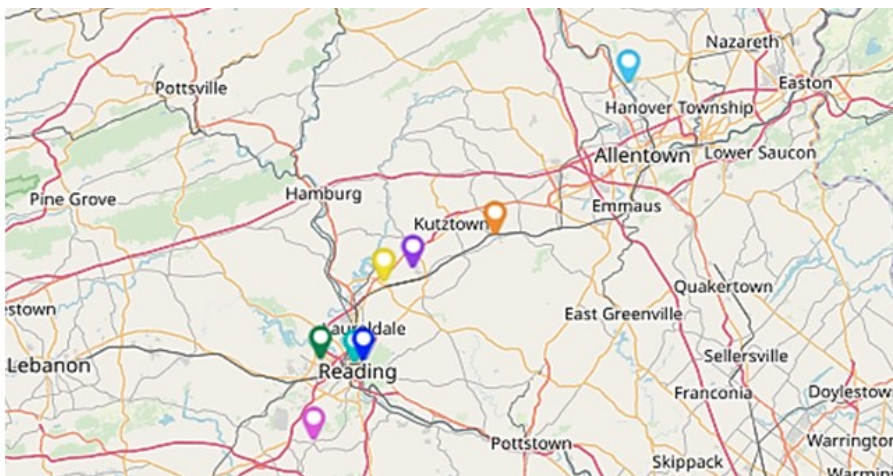 Nazareth
Pottsville
Easton
Hanover Township
Allentown
Lower Saucon
Pine Grove
Hamburg
Emmaus
Kutztown
Quakertown
estown
East Greenville
Laureldale
Sellersville
Lebanon
Reading
Franconia
Doylestown
Pottstown
Warrington
Skippack